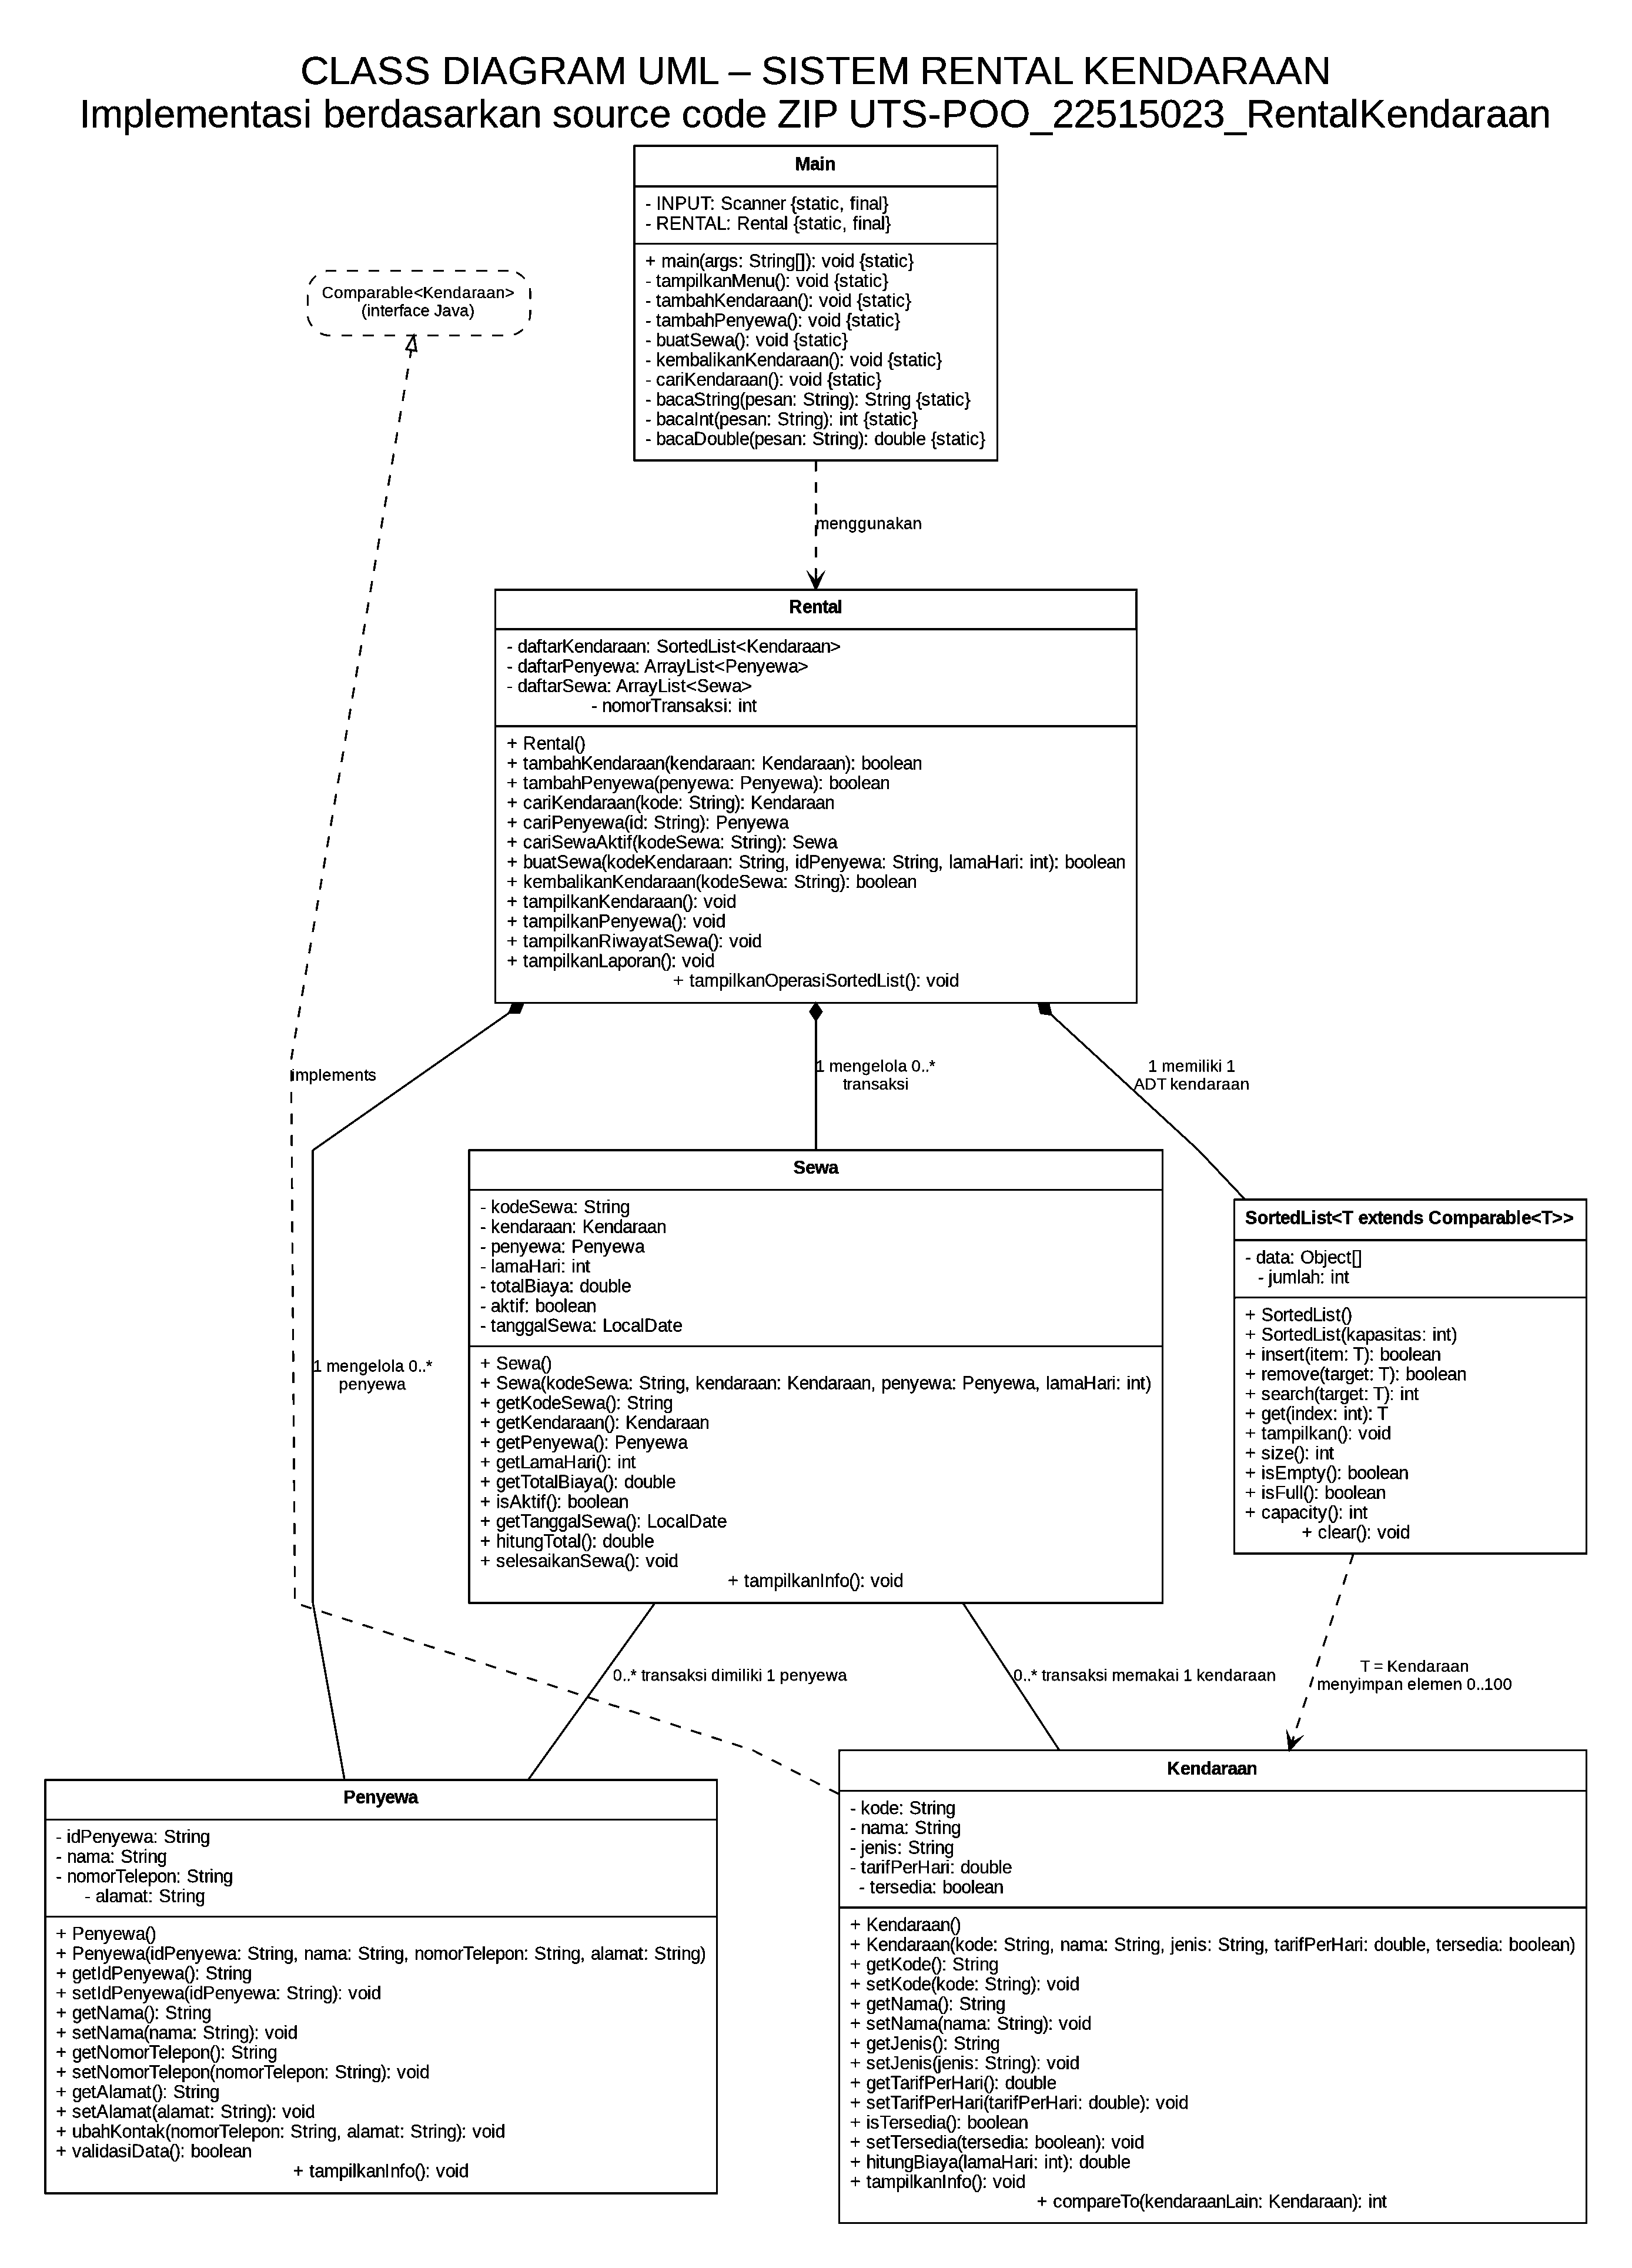 CLASS DIAGRAM UML – SISTEM RENTAL KENDARAAN
Implementasi berdasarkan source code ZIP UTS-POO_22515023_RentalKendaraan
Main
- INPUT: Scanner {static, final}
- RENTAL: Rental {static, final}
+ main(args: String[]): void {static}
- tampilkanMenu(): void {static}
- tambahKendaraan(): void {static}
- tambahPenyewa(): void {static}
- buatSewa(): void {static}
- kembalikanKendaraan(): void {static}
- cariKendaraan(): void {static}
- bacaString(pesan: String): String {static}
- bacaInt(pesan: String): int {static}
- bacaDouble(pesan: String): double {static}
Comparable<Kendaraan>
(interface Java)
menggunakan
Rental
- daftarKendaraan: SortedList<Kendaraan>
- daftarPenyewa: ArrayList<Penyewa>
- daftarSewa: ArrayList<Sewa>
- nomorTransaksi: int
+ Rental()
+ tambahKendaraan(kendaraan: Kendaraan): boolean
+ tambahPenyewa(penyewa: Penyewa): boolean
+ cariKendaraan(kode: String): Kendaraan
+ cariPenyewa(id: String): Penyewa
+ cariSewaAktif(kodeSewa: String): Sewa
+ buatSewa(kodeKendaraan: String, idPenyewa: String, lamaHari: int): boolean
+ kembalikanKendaraan(kodeSewa: String): boolean
+ tampilkanKendaraan(): void
+ tampilkanPenyewa(): void
+ tampilkanRiwayatSewa(): void
+ tampilkanLaporan(): void
+ tampilkanOperasiSortedList(): void
implements
1 mengelola 0..*
transaksi
1 memiliki 1
ADT kendaraan
Sewa
- kodeSewa: String
- kendaraan: Kendaraan
- penyewa: Penyewa
- lamaHari: int
- totalBiaya: double
- aktif: boolean
- tanggalSewa: LocalDate
+ Sewa()
+ Sewa(kodeSewa: String, kendaraan: Kendaraan, penyewa: Penyewa, lamaHari: int)
+ getKodeSewa(): String
+ getKendaraan(): Kendaraan
+ getPenyewa(): Penyewa
+ getLamaHari(): int
+ getTotalBiaya(): double
+ isAktif(): boolean
+ getTanggalSewa(): LocalDate
+ hitungTotal(): double
+ selesaikanSewa(): void
+ tampilkanInfo(): void
SortedList<T extends Comparable<T>>
- data: Object[]
- jumlah: int
+ SortedList()
+ SortedList(kapasitas: int)
+ insert(item: T): boolean
+ remove(target: T): boolean
+ search(target: T): int
+ get(index: int): T
+ tampilkan(): void
+ size(): int
+ isEmpty(): boolean
+ isFull(): boolean
+ capacity(): int
+ clear(): void
1 mengelola 0..*
penyewa
0..* transaksi dimiliki 1 penyewa
0..* transaksi memakai 1 kendaraan
T = Kendaraan
menyimpan elemen 0..100
Penyewa
- idPenyewa: String
- nama: String
- nomorTelepon: String
- alamat: String
+ Penyewa()
+ Penyewa(idPenyewa: String, nama: String, nomorTelepon: String, alamat: String)
+ getIdPenyewa(): String
+ setIdPenyewa(idPenyewa: String): void
+ getNama(): String
+ setNama(nama: String): void
+ getNomorTelepon(): String
+ setNomorTelepon(nomorTelepon: String): void
+ getAlamat(): String
+ setAlamat(alamat: String): void
+ ubahKontak(nomorTelepon: String, alamat: String): void
+ validasiData(): boolean
+ tampilkanInfo(): void
Kendaraan
- kode: String
- nama: String
- jenis: String
- tarifPerHari: double
- tersedia: boolean
+ Kendaraan()
+ Kendaraan(kode: String, nama: String, jenis: String, tarifPerHari: double, tersedia: boolean)
+ getKode(): String
+ setKode(kode: String): void
+ getNama(): String
+ setNama(nama: String): void
+ getJenis(): String
+ setJenis(jenis: String): void
+ getTarifPerHari(): double
+ setTarifPerHari(tarifPerHari: double): void
+ isTersedia(): boolean
+ setTersedia(tersedia: boolean): void
+ hitungBiaya(lamaHari: int): double
+ tampilkanInfo(): void
+ compareTo(kendaraanLain: Kendaraan): int